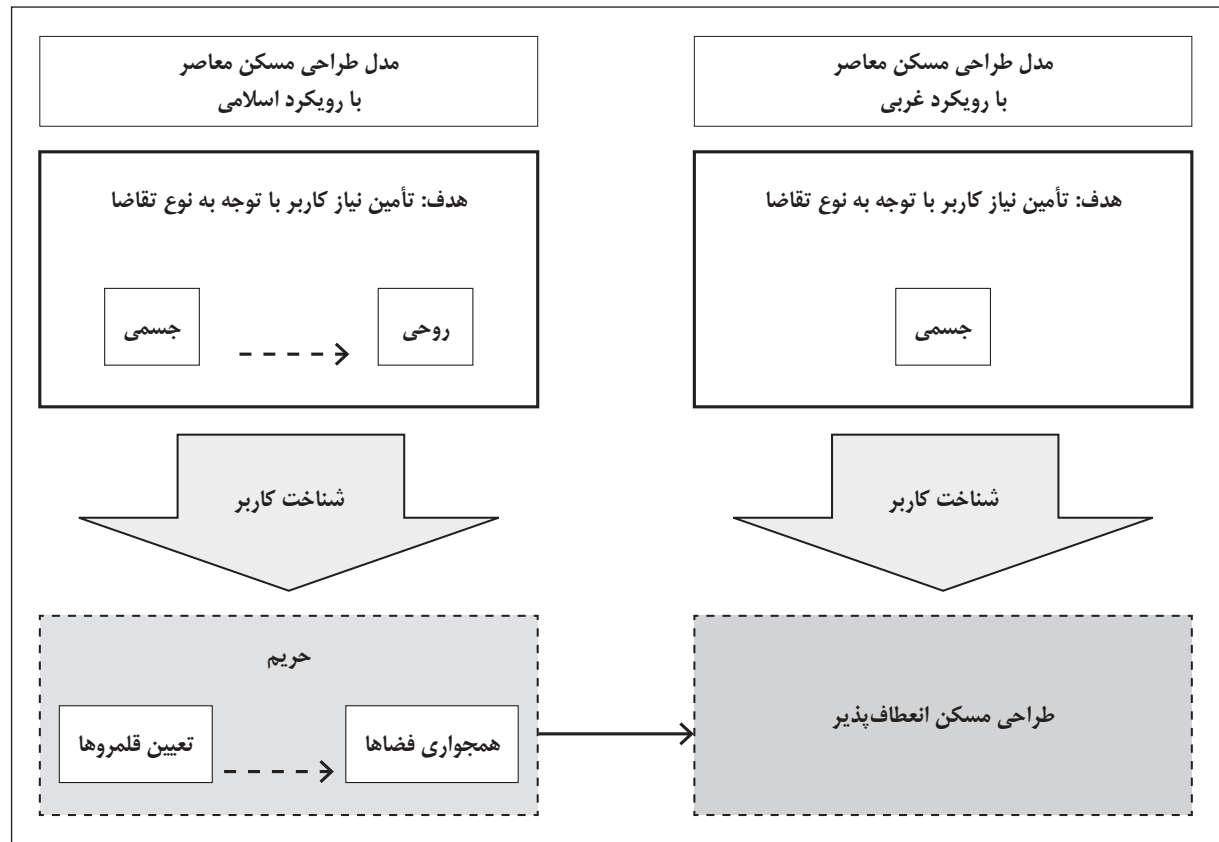 مدل طراحی مسکن معاصر
با رویکرد غربی
هدف: تأمین نیاز کاربر با توجه به نوع تقاضا
جسمی
شناخت کاربر
طراحی مسکن انعطاف‌پذیر
مدل طراحی مسکن معاصر
با رویکرد اسلامی
هدف: تأمین نیاز کاربر با توجه به نوع تقاضا
روحی
جسمی
شناخت کاربر
حریم
همجواری فضاها
تعیین قلمروها